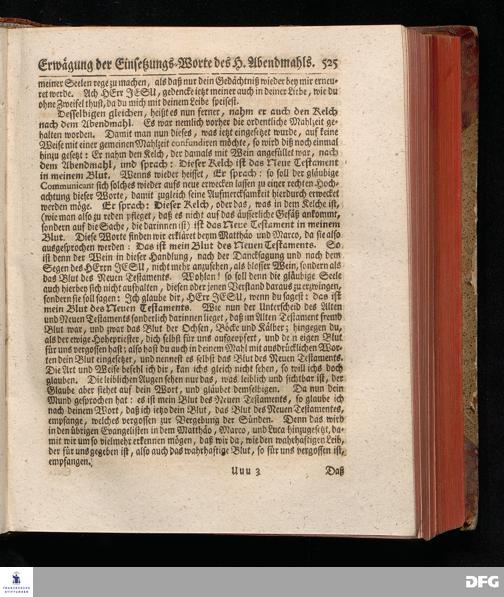 Erwägung der Einsetzungs-Worte des H. Abendmahls. 525
meiner Seelen rege zu machen, als daß nur dein Gedächtniß wieder bey mir erneu-
ret werde. Ach HErr JESU, gedencke jetzt meiner auch in deiner Liebe, wie du
ohne Zweifel thust, da du mich mit deinem Leibe speisest.
Desselbigen gleichen, heißt es nun ferner, nahm er auch den Kelch
nach dem Abendmahl. Es war nemlich vorher die ordentliche Mahlzeit ge-
halten worden. Damit man nun dieses, was jetzt eingesetzet wurde, auf keine
Weise mit einer gemeinen Mahlzeit confundiren möchte, so wird diß noch einmal
hinzu gesetzt: Er nahm den Kelch, der damals mit Wein angefüllet war, nach
dem Abendmahl, und sprach: Dieser Kelch ist das Neue Testament
in meinem Blut. Wenns wieder heisset, Er sprach: so soll der gläubige
Communicant sich solches wieder aufs neue erwecken lassen zu einer rechten Hoch-
achtung dieser Worte, damit zugleich seine Aufmercksamkeit hierdurch erwecket
werden möge. Er sprach: Dieser Kelch, oder das, was in dem Kelche ist,
(wie man also zu reden pfleget, daß es nicht auf das äusserliche Gefäß ankommt,
sondern auf die Sache, die darinnen ist) ist das Neue Testament in meinem
Blut. Diese Worte finden wir erkläret beym Matthäo und Marco, da sie also
ausgesprochen werden: Das ist mein Blut des Neuen Testaments. So
ist denn der Wein in dieser Handlung, nach der Dancksagung und nach dem
Segen des HErrn JESU, nicht mehr anzusehen, als blosser Wein, sondern als
das Blut des Neuen Testaments. Wohlan! so soll denn die gläubige Seele
auch hierbey sich nicht aufhalten, diesen oder jenen Verstand daraus zu erzwingen,
sondern sie soll sagen: Ich glaube dir, HErr JESU, wenn du sagest: das ist
mein Blut des Neuen Testaments. Wie nun der Unterscheid des Alten
und Neuen Testaments sonderlich darinnen lieget, daß im Alten Testament fremd
Blut war, und zwar das Blut der Ochsen, Böcke und Kälber; hingegen du,
als der ewige Hohepriester, dich selbst für uns aufgeopfert, und dein eigen Blut
für uns vergossen hast; also hast du auch in deinem Mahl mit ausdrücklichen Wor-
ten dein Blut eingesetzet, und nennest es selbst das Blut des Neuen Testaments.
Die Art und Weise befehl ich dir, kan ichs gleich nicht sehen, so will ichs doch
glauben. Die leiblichen Augen sehen nur das, was leiblich und sichtbar ist, der
Glaube aber siehet auf dein Wort, und gläubet demselbigen. Da nun dein
Mund gesprochen hat: es ist mein Blut des Neuen Testaments, so glaube ich
nach deinem Wort, daß ich jetzo dein Blut, das Blut des Neuen Testamentes,
empfange, welches vergossen zur Vergebung der Sünden. Denn das wird
in den übrigen Evangelisten in dem Matthäo, Marco, und Luca hinzugesetzt, da-
mit wir um so vielmehr erkennen mögen, daß wir da, wie den wahrhaftigen Leib,
der für uns gegeben ist, also auch das wahrhaftige Blut, so für uns vergossen ist,
empfangen.
Uuu 3 Daß
FRANCKESCHE
STIFTUNGEN
DFG